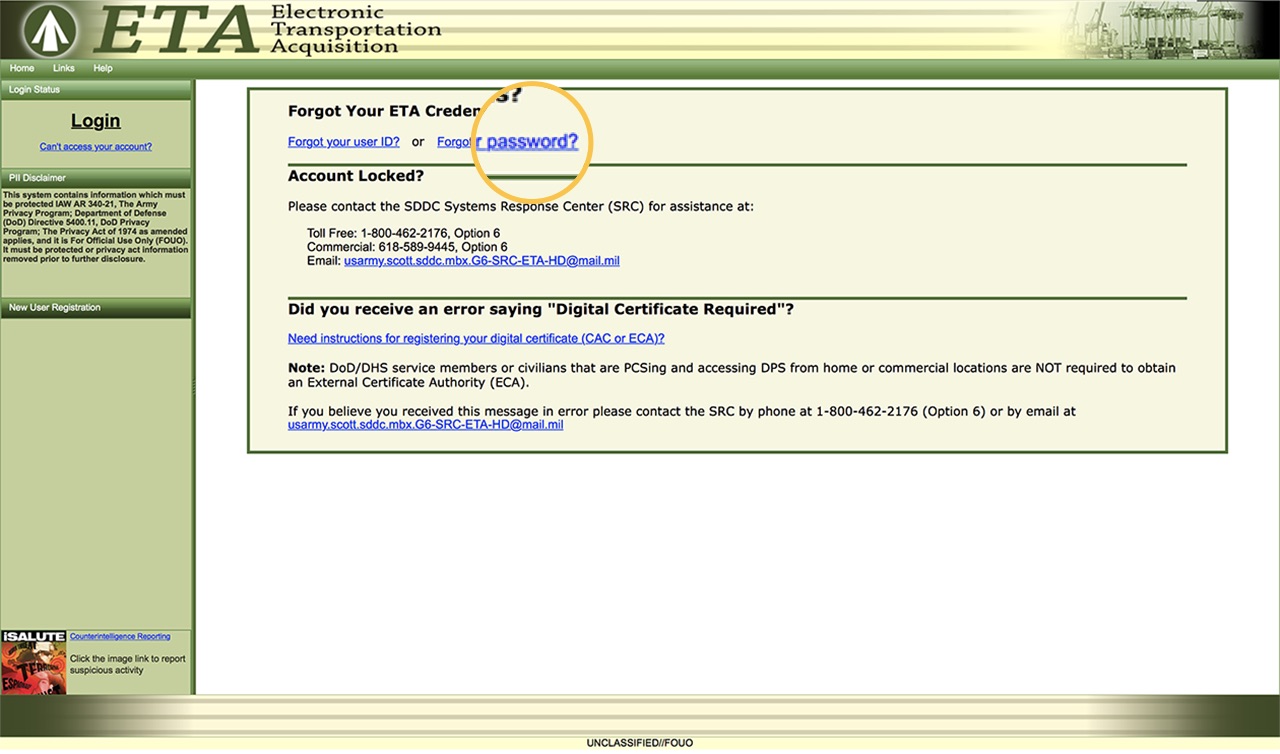 ETA
Electronic
Transportation
Acquisition
Home Links Help
Login Status
Login
Can't access your account?
PII Disclaimer
This system contains information which must
be protected IAW AR 340-21, The Army
Privacy Program; Department of Defense
(DoD) Directive 5400.11, DoD Privacy
Program; The Privacy Act of 1974 as amended
applies, and it is For Official Use Only (FOUO).
It must be protected or privacy act information
removed prior to further disclosure.
New User Registration
iSALUTE
Counterintelligence Reporting
Click the image link to report
suspicious activity
Forgot Your ETA Creden s?
Forgot your user ID? or Forgot r password?
Account Locked?
Please contact the SDDC Systems Response Center (SRC) for assistance at:
Toll Free: 1-800-462-2176, Option 6
Commercial: 618-589-9445, Option 6
Email: usarmy.scott.sddc.mbx.G6-SRC-ETA-HD@mail.mil
Did you receive an error saying "Digital Certificate Required"?
Need instructions for registering your digital certificate (CAC or ECA)?
Note: DoD/DHS service members or civilians that are PCSing and accessing DPS from home or commercial locations are NOT required to obtain
an External Certificate Authority (ECA).
If you believe you received this message in error please contact the SRC by phone at 1-800-462-2176 (Option 6) or by email at
usarmy.scott.sddc.mbx.G6-SRC-ETA-HD@mail.mil
UNCLASSIFIED//FOUO